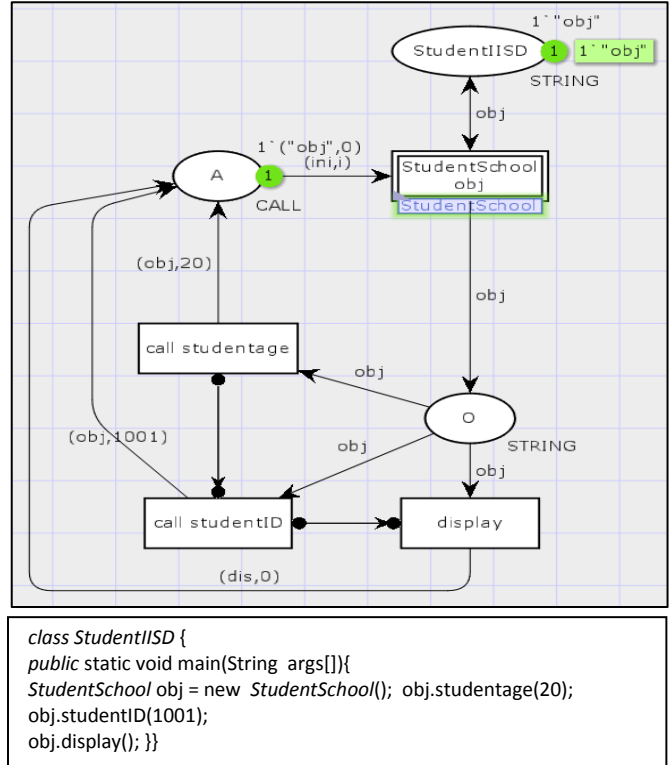 1`"obj"
StudentIISD
1
1`"obj"
STRING
obj
1`("obj",0)
(ini,i)
A
1
CALL
StudentSchool
obj
StudentSchool
(obj,20)
obj
call studentage
obj
O
STRING
(obj,1001)
obj
obj
call studentID
display
(dis,0)
class StudentIISD {
public static void main(String args[]){
StudentSchool obj = new StudentSchool(); obj.studentage(20);
obj.studentID(1001);
obj.display(); }}